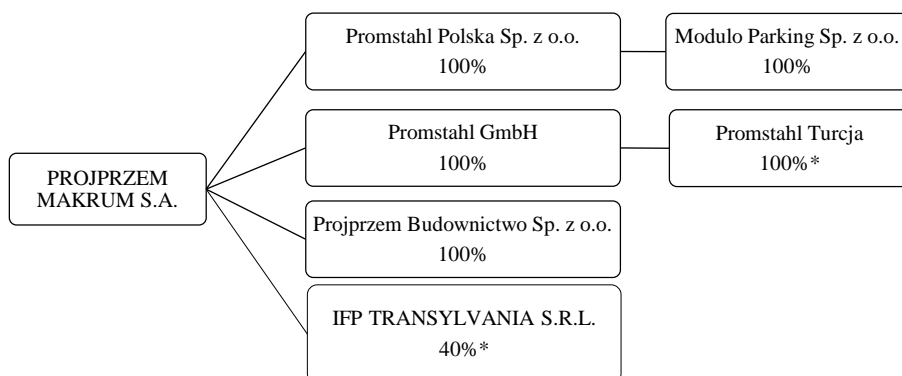 Promstahl Polska Sp. z o.o.
100%
Modulo Parking Sp. z o.o.
100%
Promstahl GmbH
100%
Promstahl Turcja
100%*
PROJPRZEM
MAKRUM S.A.
Projprzem Budownictwo Sp. z o.o.
100%
IFP TRANSYLVANIA S.R.L.
40%*